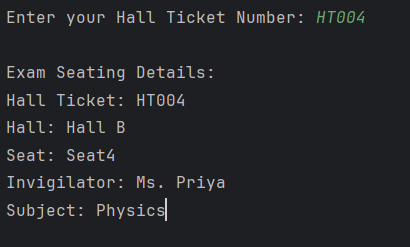 Enter your Hall Ticket Number: HT004
Exam Seating Details:
Hall Ticket: HT004
Hall: Hall B
Seat: Seat4
Invigilator: Ms. Priya
Subject: Physics